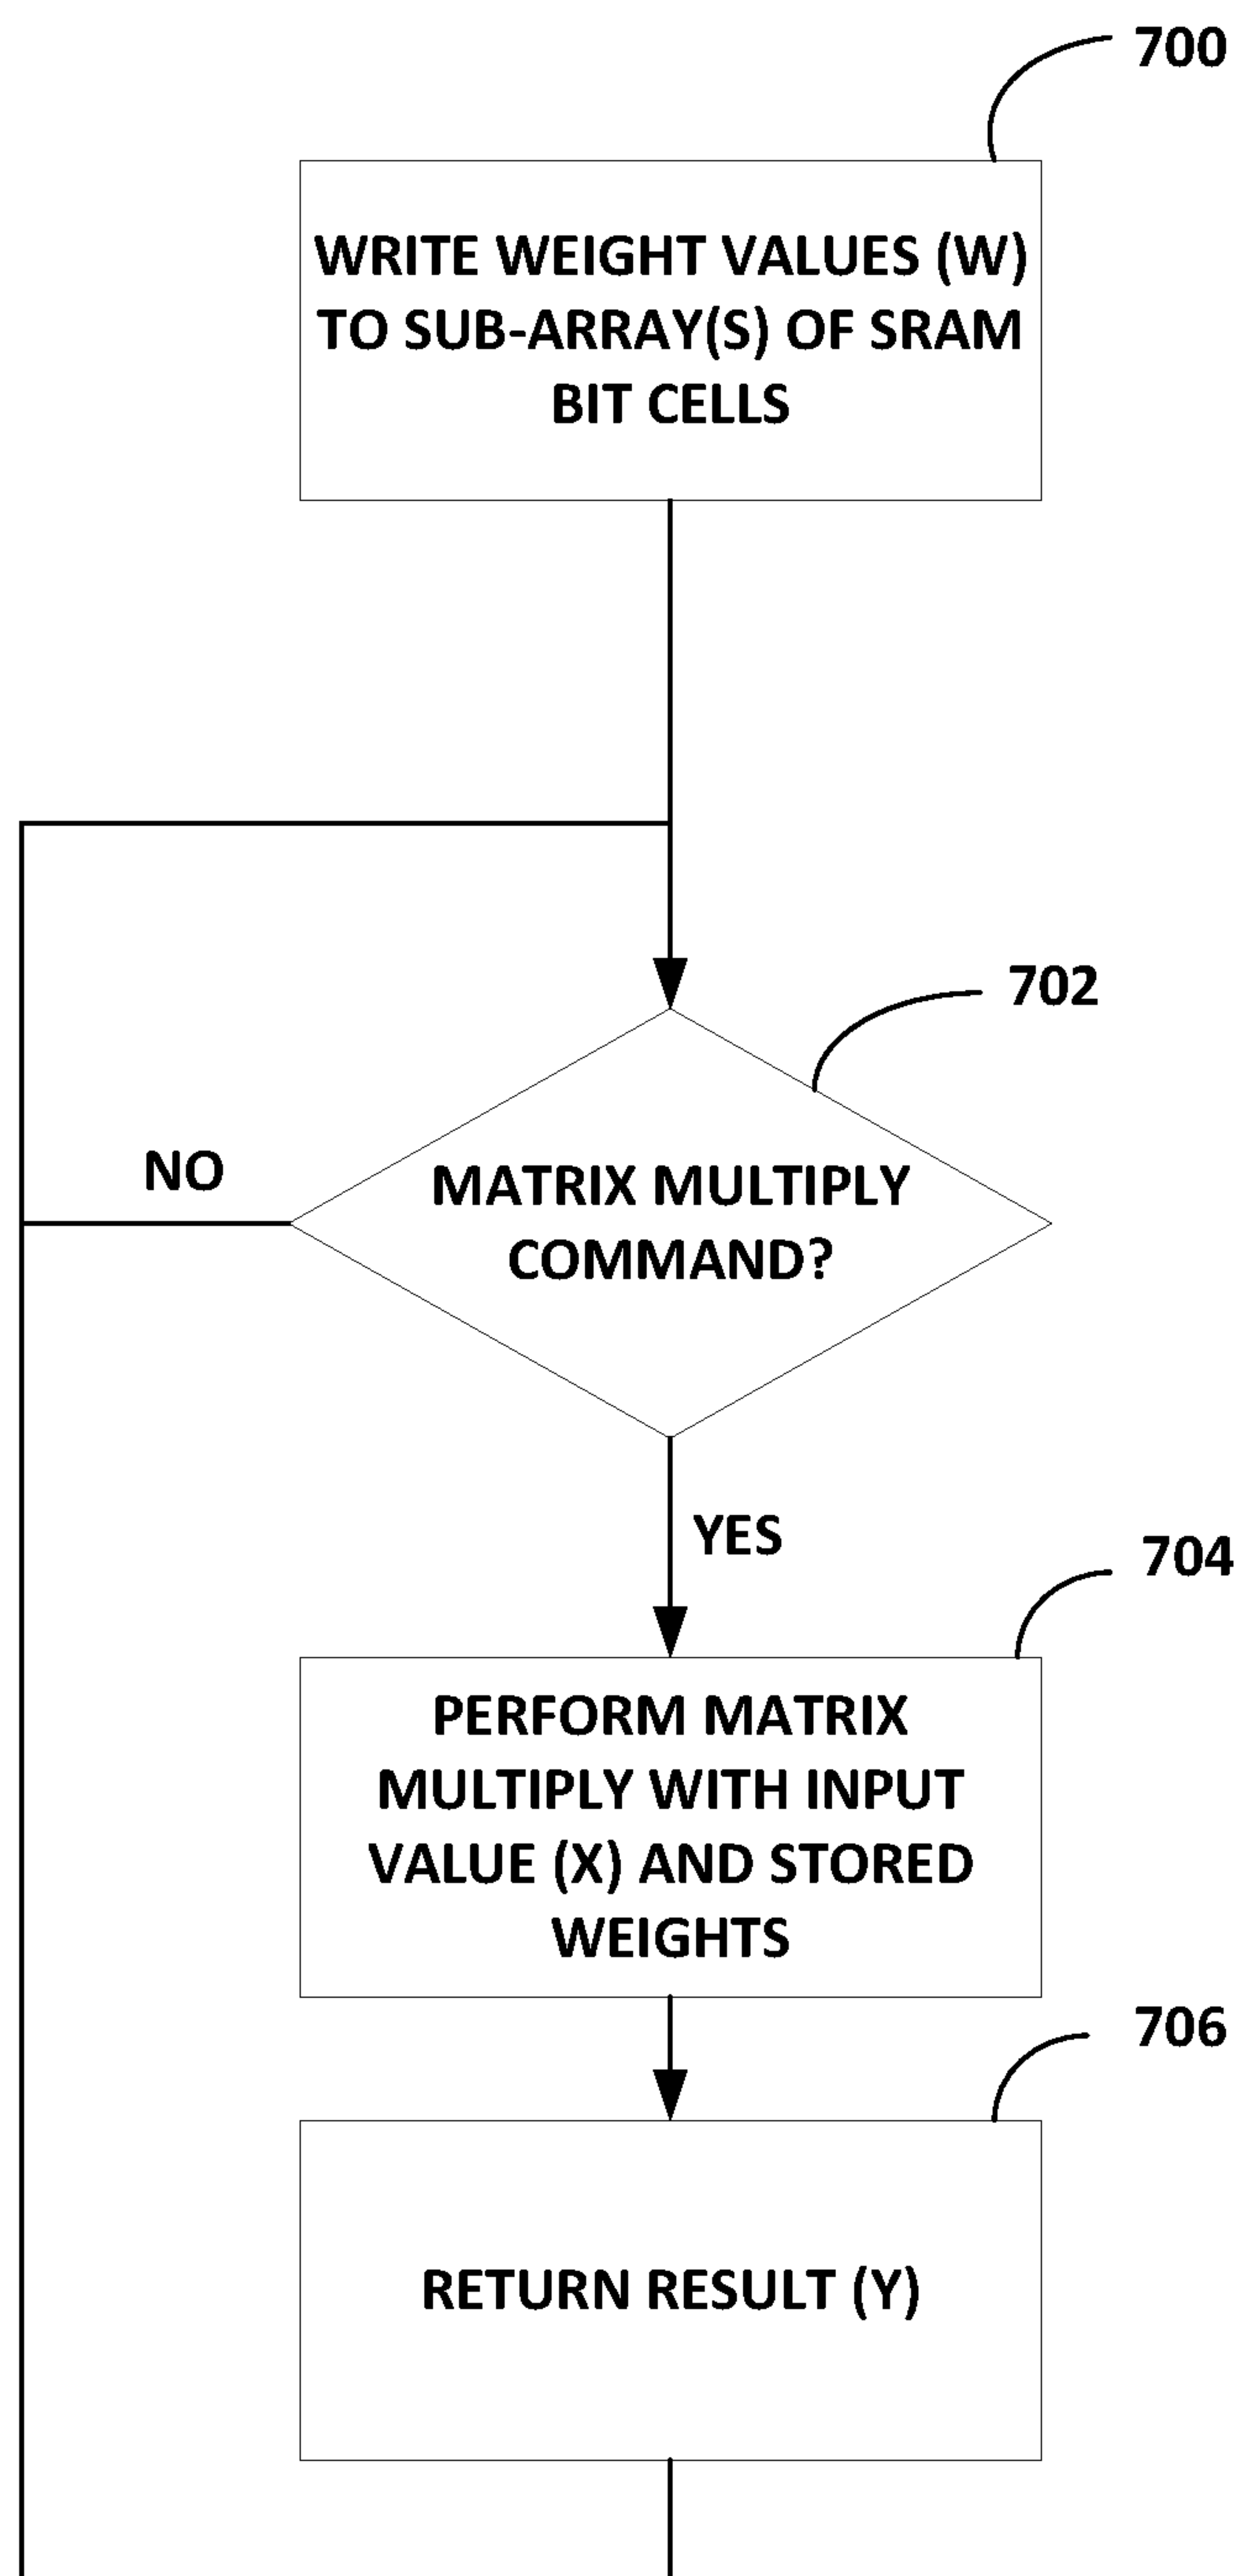 700
WRITE WEIGHT VALUES (W)
TO SUB-ARRAY(S) OF SRAM
BIT CELLS
702
NO
MATRIX MULTIPLY
COMMAND?
YES
704
PERFORM MATRIX
MULTIPLY WITH INPUT
VALUE (X) AND STORED
WEIGHTS
706
RETURN RESULT (Y)